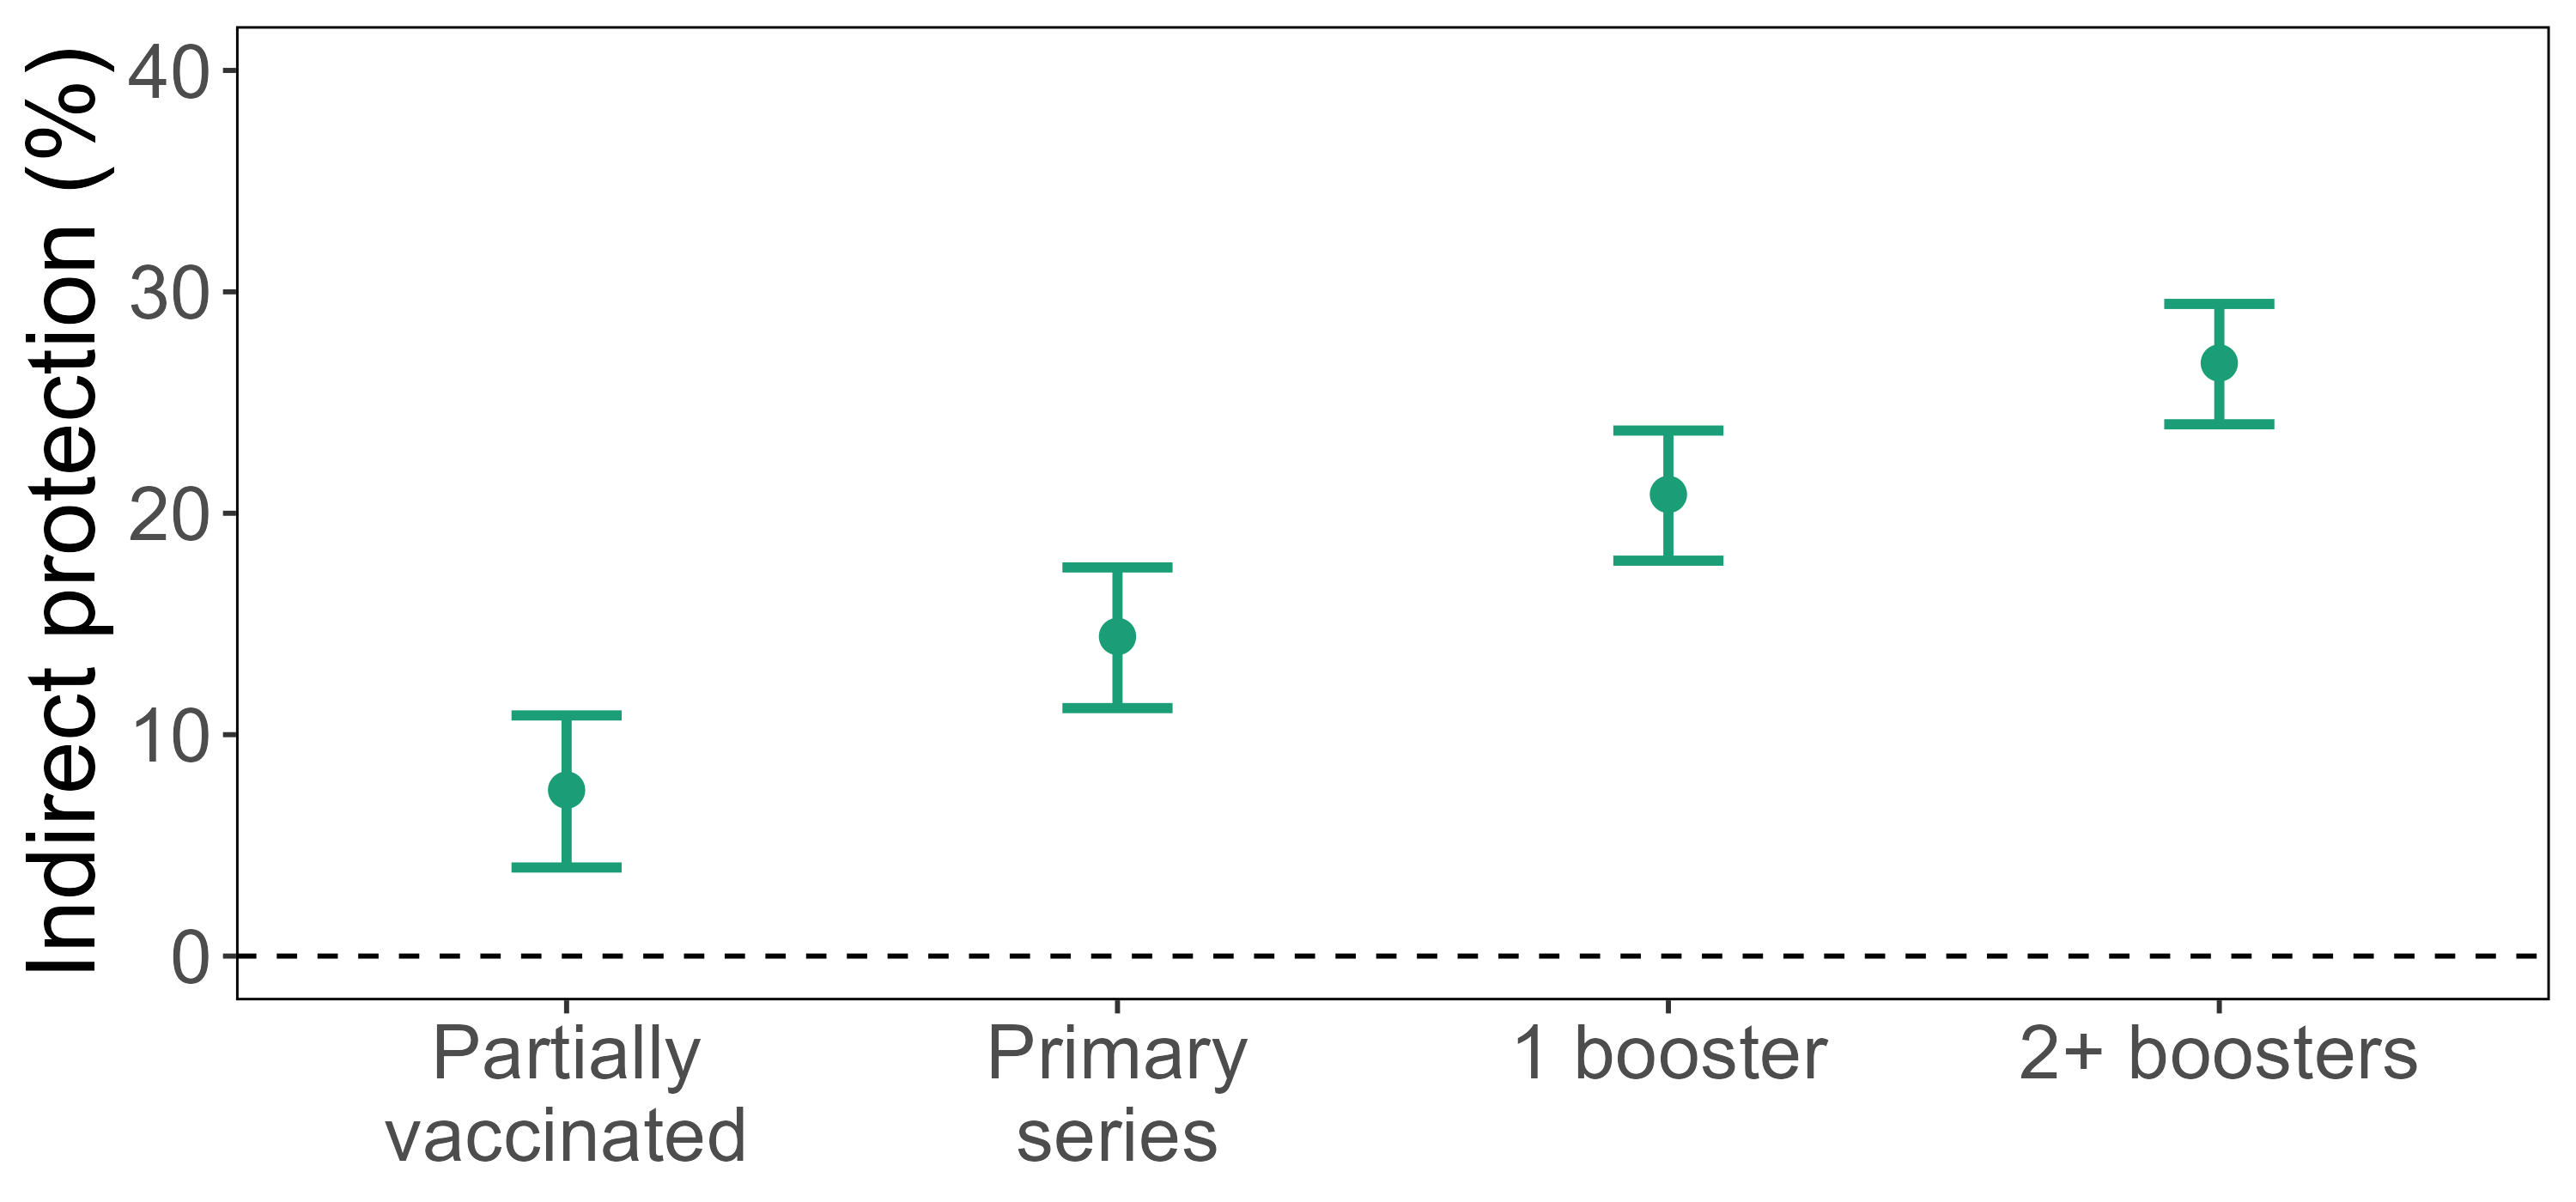 Indirect protection (%)
40
30
20
10
0
Partially
vaccinated
Primary
series
1 booster
2+ boosters